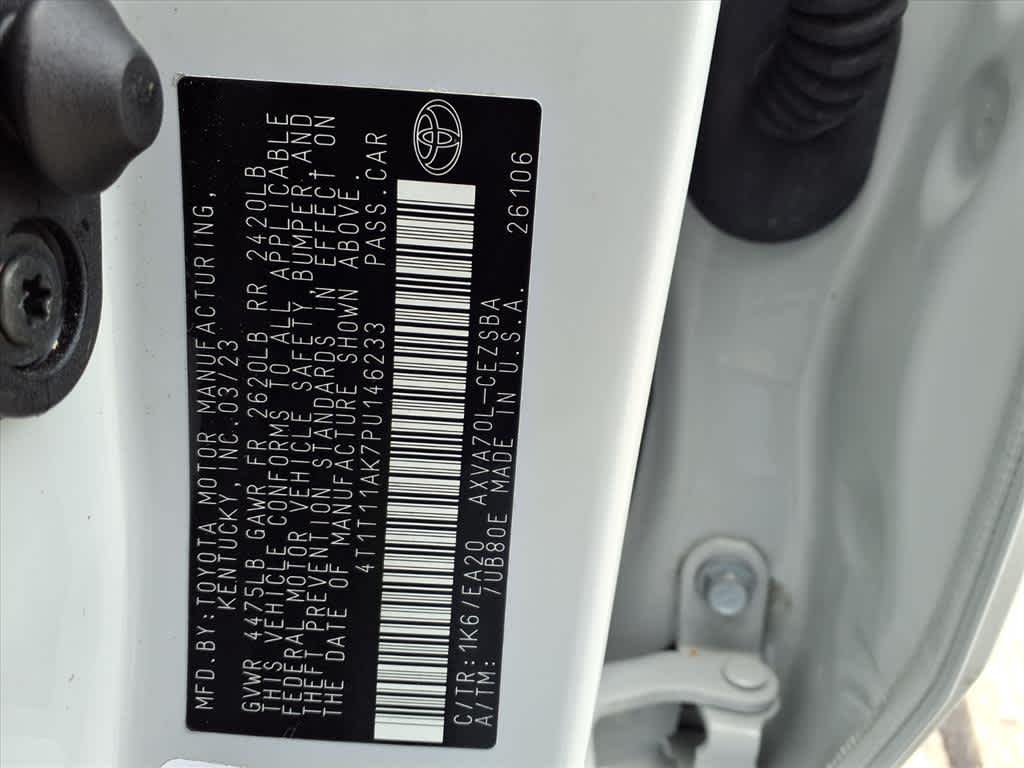 MFD.BY:TOYOTA MOTOR MANUFACTURING,
KENTUCKY,INC.03/23
GVWR 4475LB GAWR FR 2620LB RR 2420LB
THIS VEHICLE CONFORMS TO ALL APPLICABLE
FEDERAL MOTOR VEHICLE SAFETY,BUMPER,AND
THEFT PREVENTION STANDARDS IN EFFECT ON
THE DATE OF MANUFACTURE SHOWN ABOVE.
4T1T11AK7PU146233 PASS.CAR
C/TR:1K6/EA20 AXVA70L-CEZSBA
A/TM: /UB80E MADE IN U.S.A. 26106